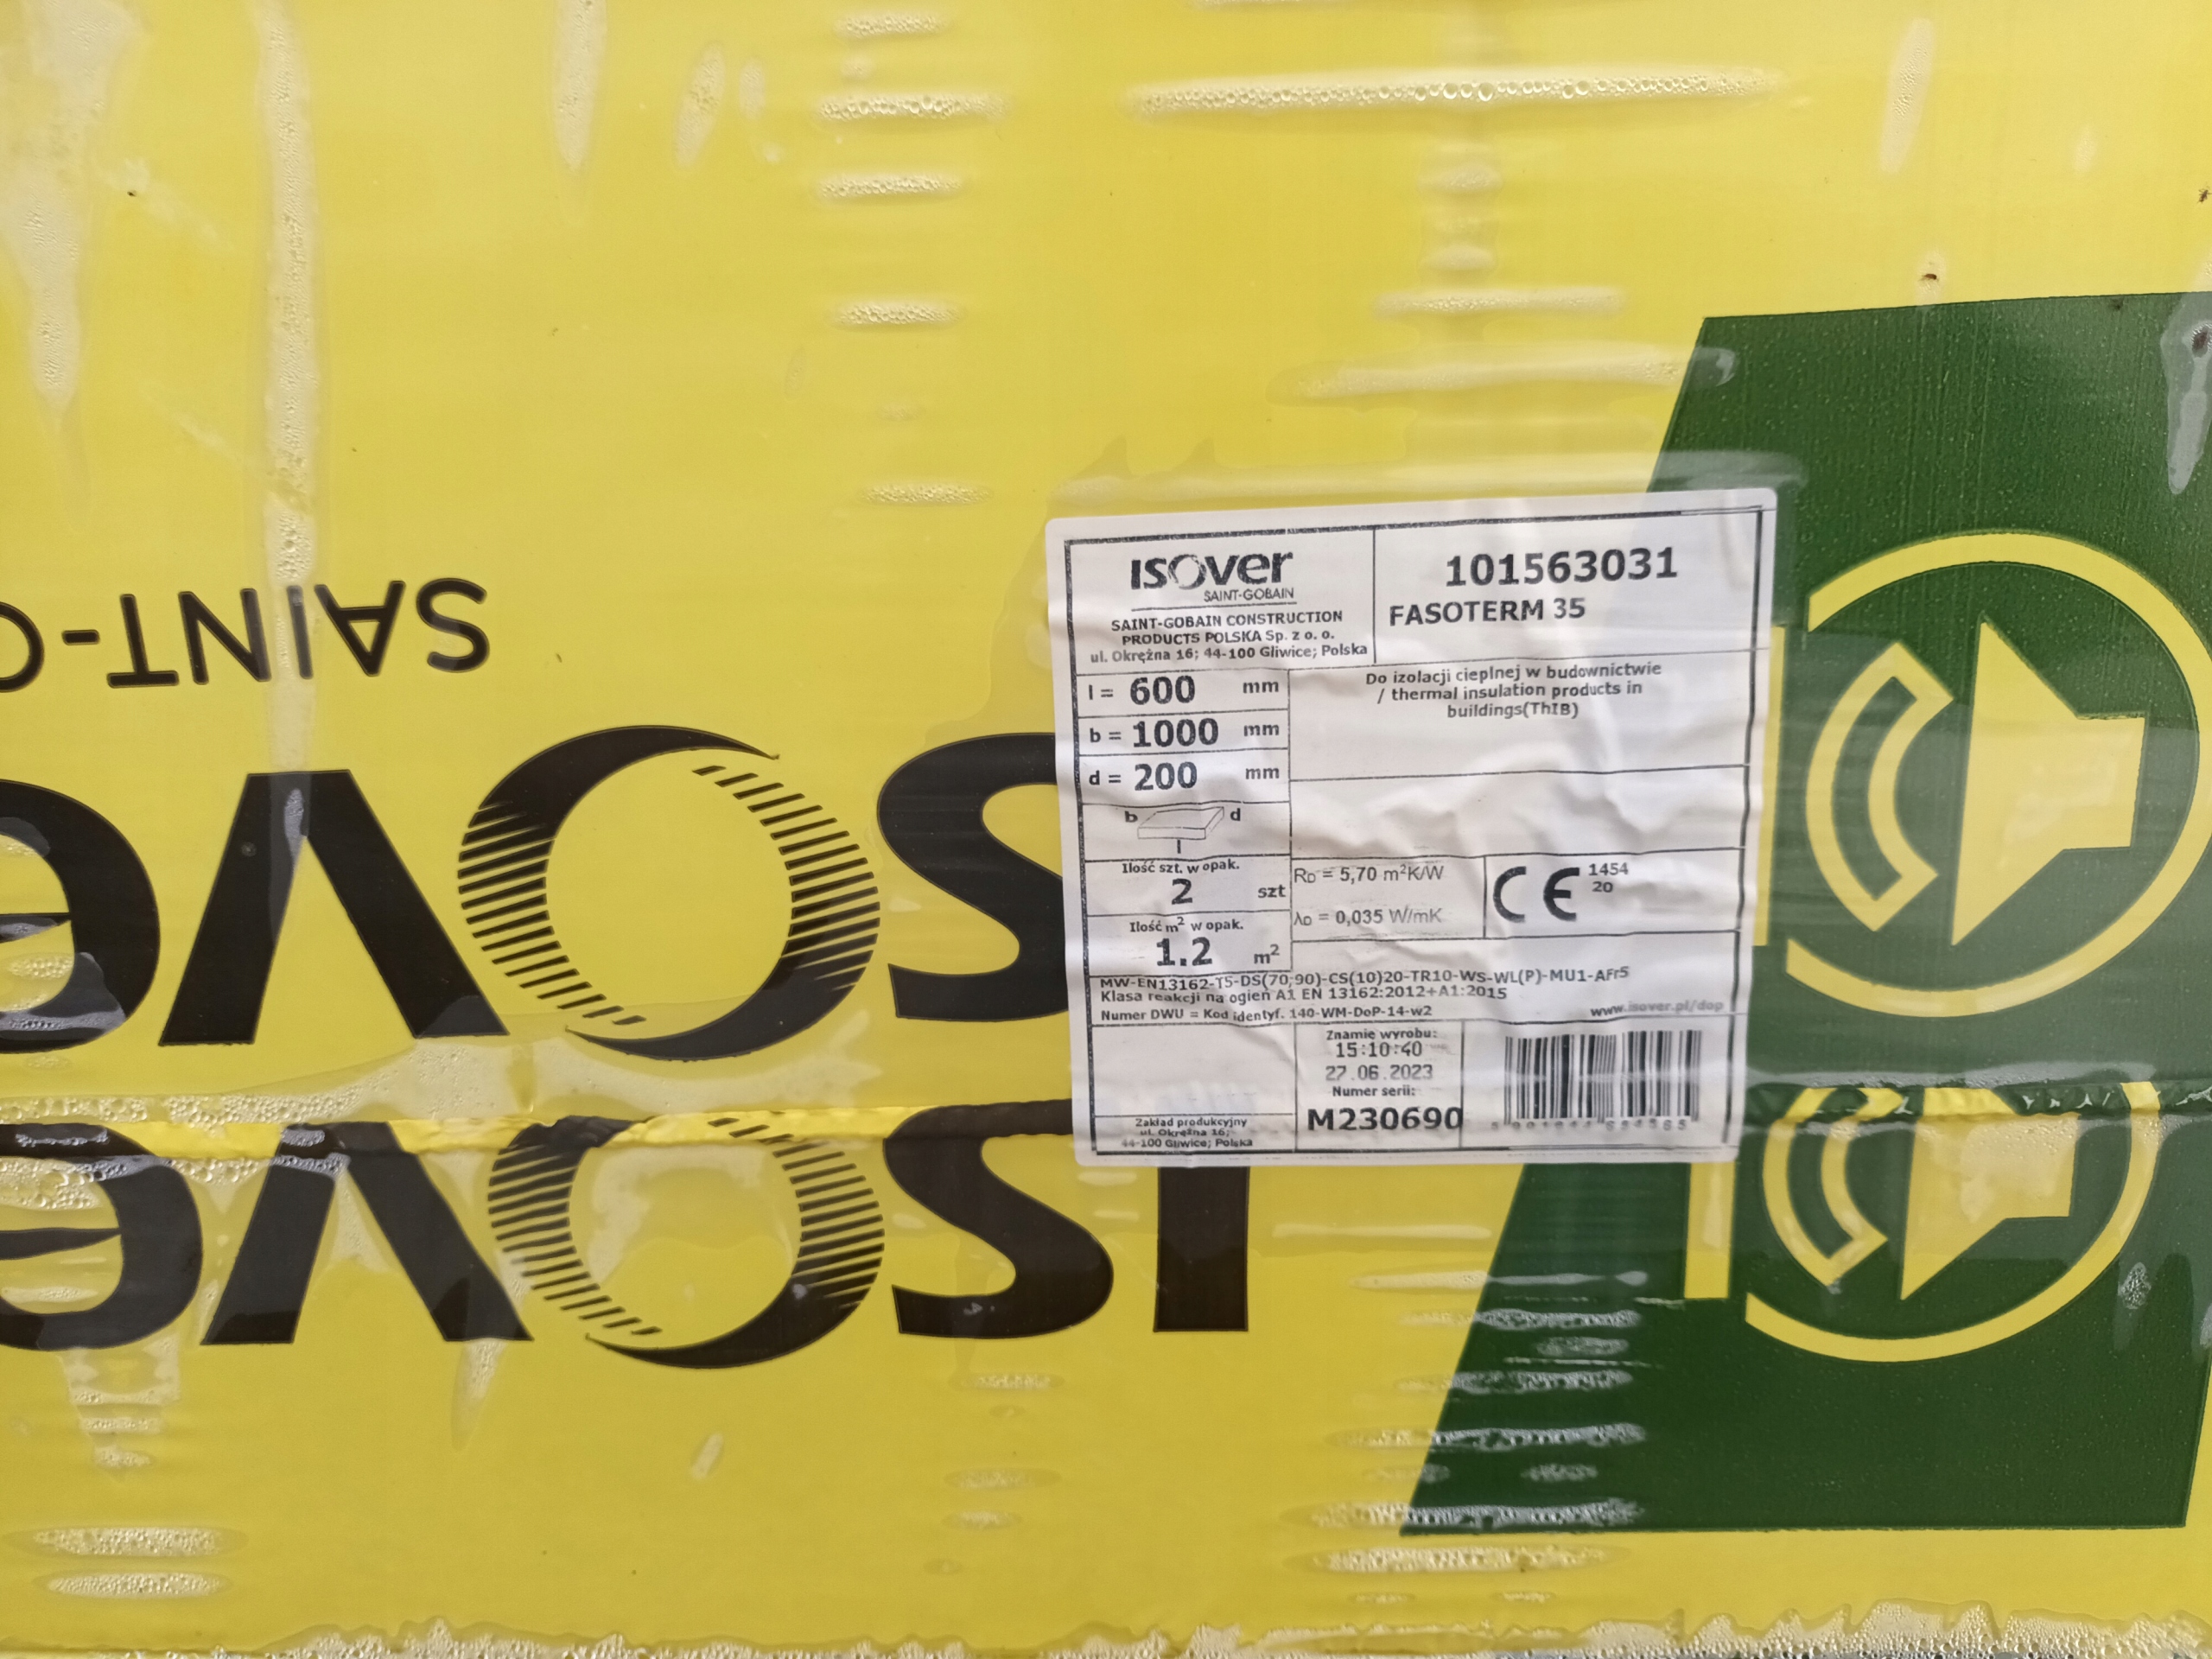 SAINT-G
isove
isove
isover
SAINT-GOBAIN
SAINT-GOBAIN CONSTRUCTION
PRODUCTS POLSKA Sp. z o. o.
ul. Okrężna 16; 44-100 Gliwice; Polska
101563031
FASOTERM 35
l = 600 mm
b = 1000 mm
d = 200 mm
b d
l
Do izolacji cieplnej w budownictwie
/ thermal insulation products in
buildings(ThIB)
Ilość szt. w opak.
2 szt
Ilość m² w opak.
1.2 m²
RD = 5,70 m²K/W
λD = 0,035 W/mK
CE 1454
20
MW-EN13162-T5-DS(70,90)-CS(10)20-TR10-WS-WL(P)-MU1-AFr5
Klasa reakcji na ogień A1 EN 13162:2012+A1:2015
Numer DWU = Kod identyf. 140-WM-DoP-14-w2
www.isover.pl/dop
Znamię wyrobu:
15:10:40
27.06.2023
Numer serii:
M230690
Zakład produkcyjny
ul. Okrężna 16;
44-100 Gliwice; Polska